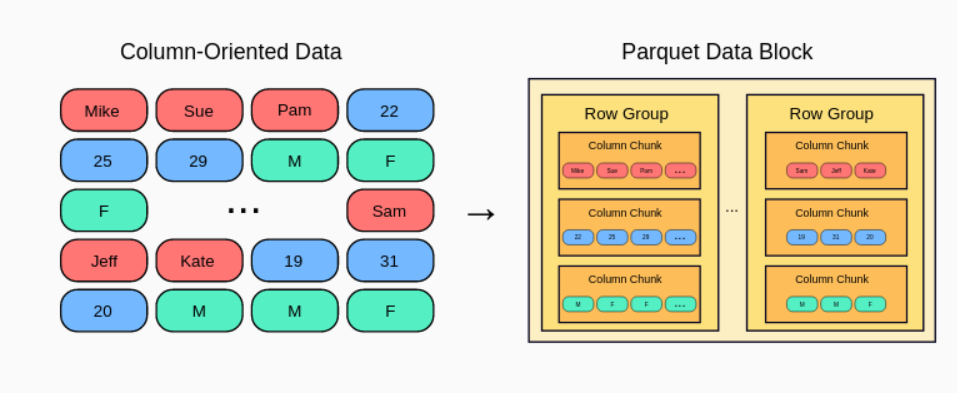 Column-Oriented Data
Mike Sue Pam 22
25 29 M F
F ... Sam
Jeff Kate 19 31
20 M M F
→
Parquet Data Block
Row Group
Column Chunk
Mike Sue Pam ...
Column Chunk
22 25 29 ...
Column Chunk
M F F ...
...
Row Group
Column Chunk
Sam Jeff Kate
Column Chunk
19 31 20
Column Chunk
M M F